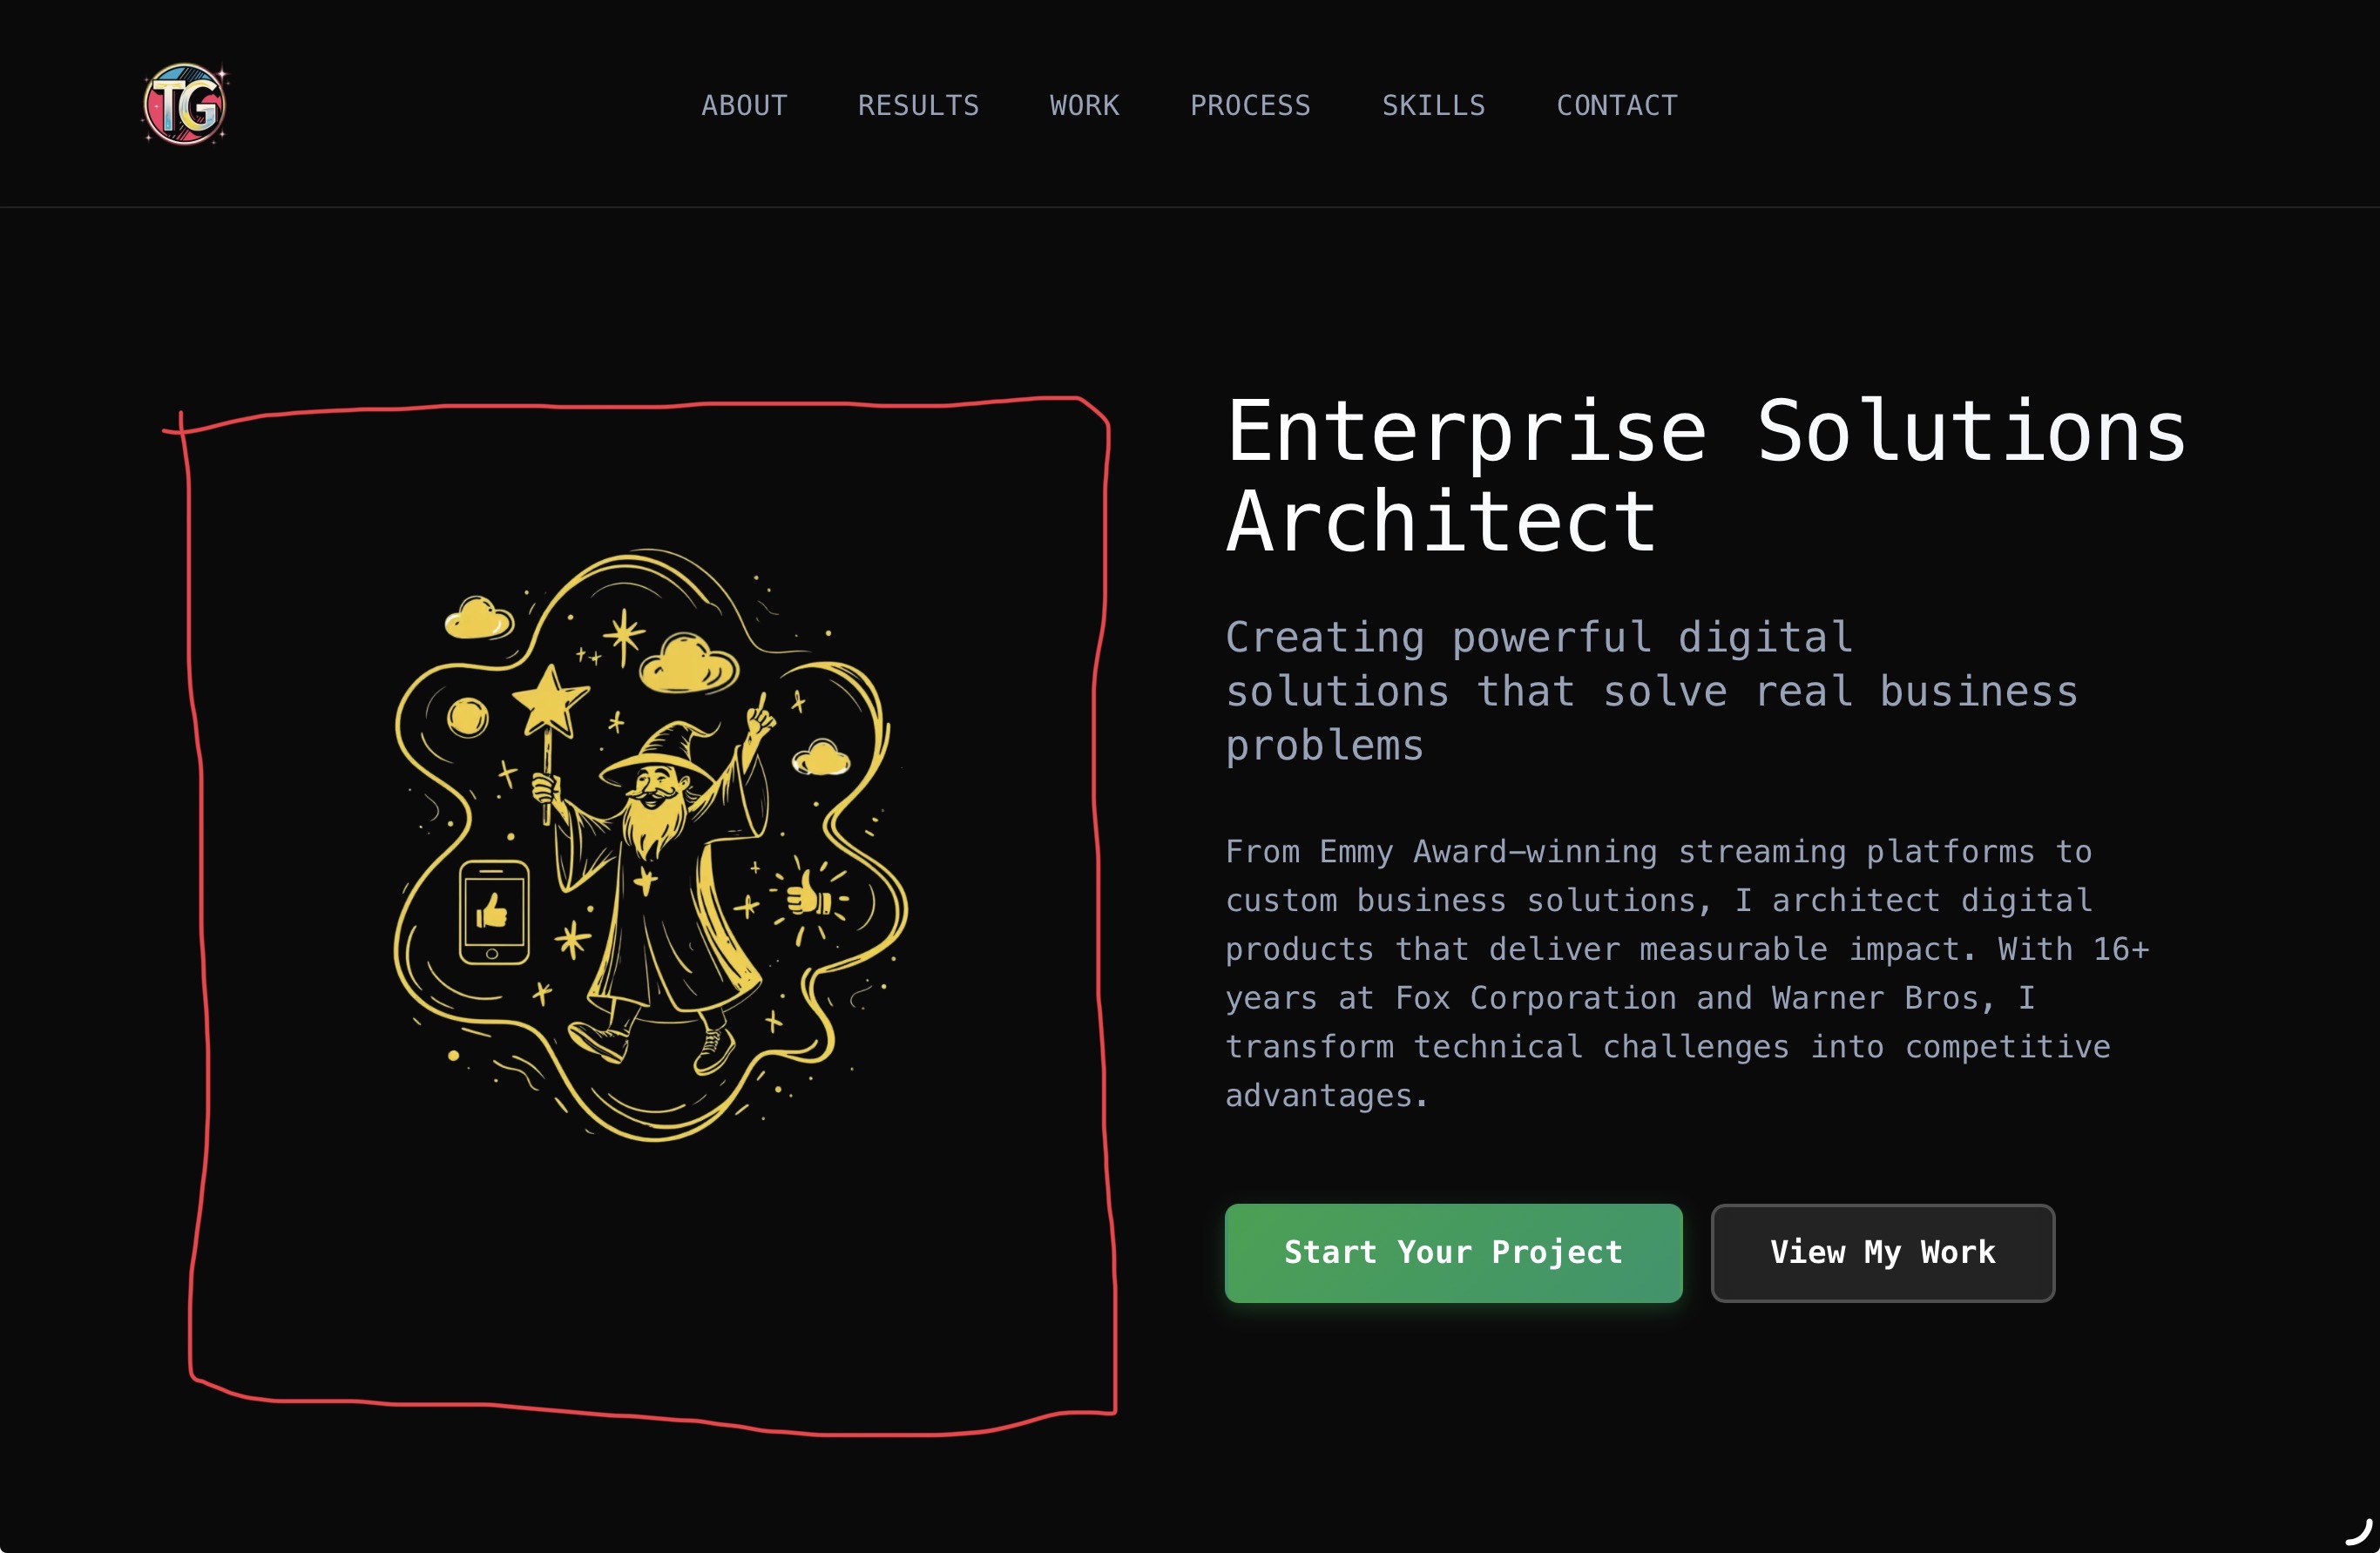 TG
ABOUT RESULTS WORK PROCESS SKILLS CONTACT
Enterprise Solutions
Architect
Creating powerful digital
solutions that solve real business
problems
From Emmy Award–winning streaming platforms to
custom business solutions, I architect digital
products that deliver measurable impact. With 16+
years at Fox Corporation and Warner Bros, I
transform technical challenges into competitive
advantages.
Start Your Project View My Work